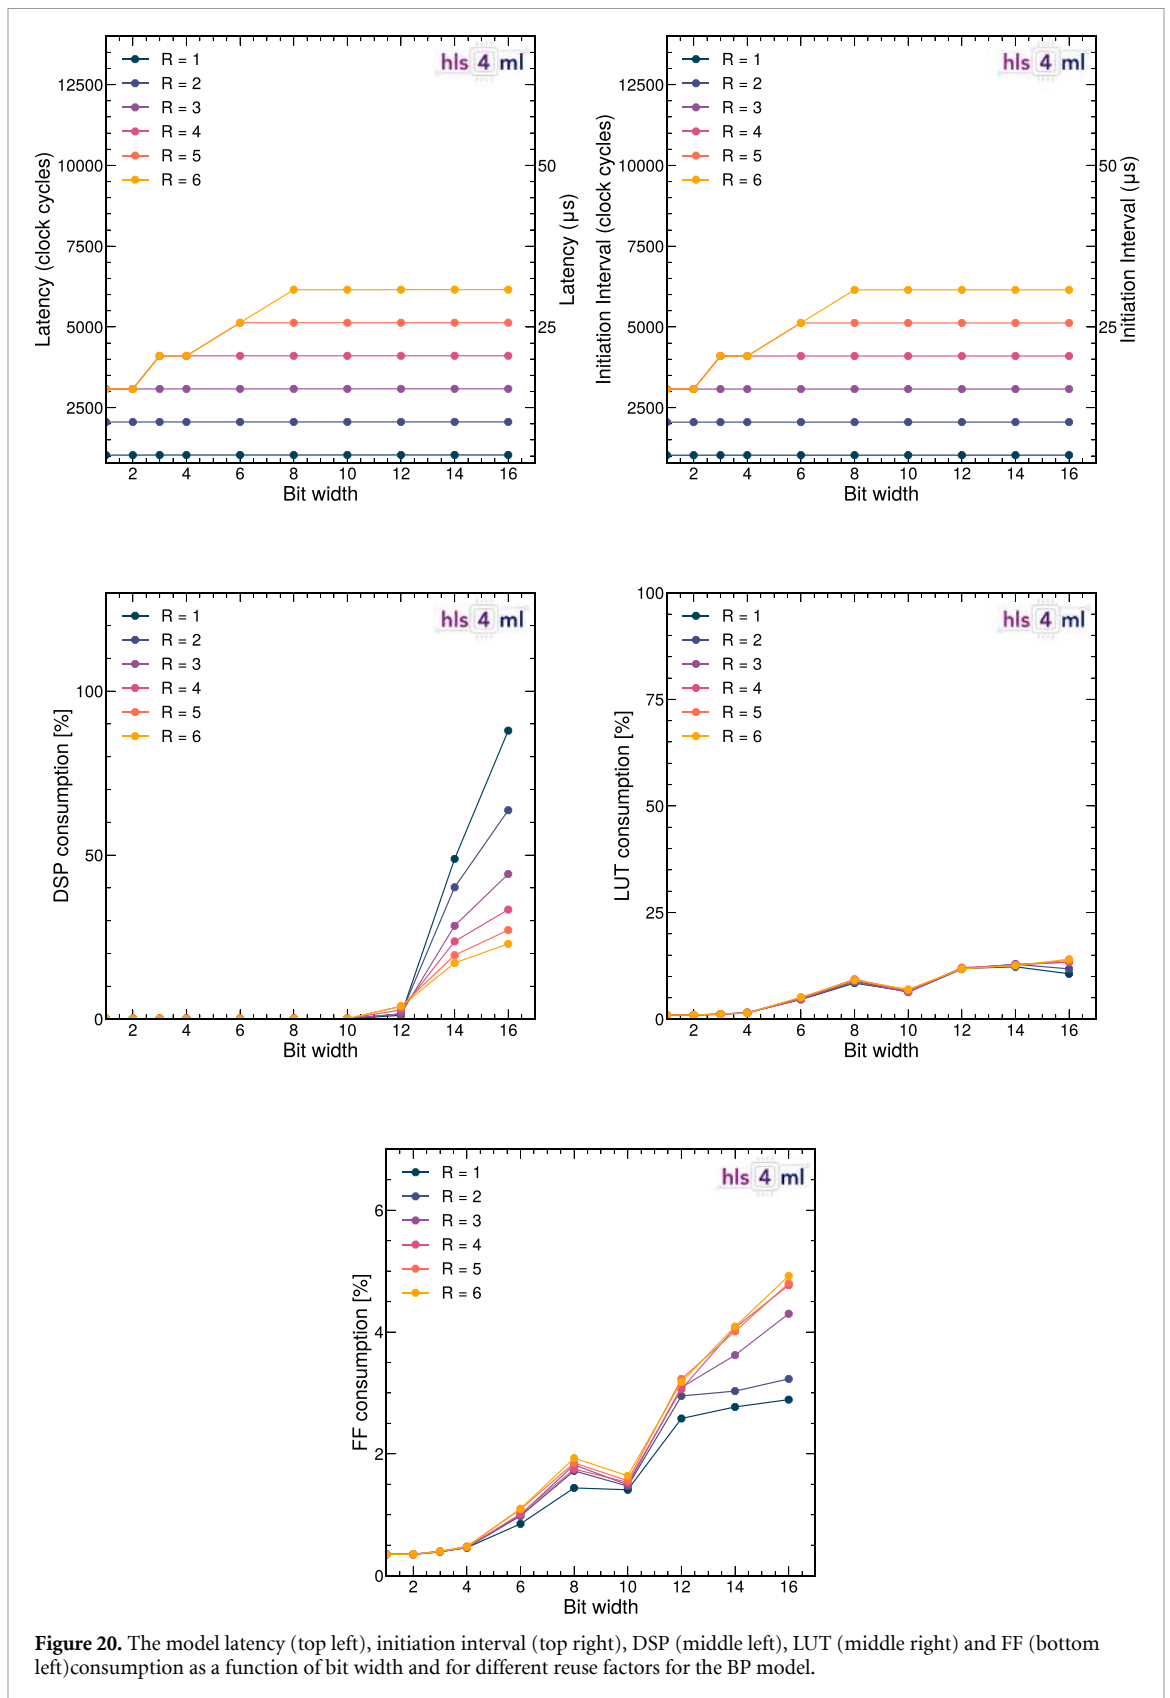 R = 1
R = 2
R = 3
R = 4
R = 5
R = 6
hls 4 ml
12500
10000
7500
5000
2500
50
25
2 4 6 8 10 12 14 16
Bit width
Latency (clock cycles)
Latency (μs)
R = 1
R = 2
R = 3
R = 4
R = 5
R = 6
hls 4 ml
12500
10000
7500
5000
2500
50
25
2 4 6 8 10 12 14 16
Bit width
Initiation Interval (clock cycles)
Initiation Interval (μs)
R = 1
R = 2
R = 3
R = 4
R = 5
R = 6
hls 4 ml
100
50
0
2 4 6 8 10 12 14 16
Bit width
DSP consumption [%]
R = 1
R = 2
R = 3
R = 4
R = 5
R = 6
hls 4 ml
100
75
50
25
0
2 4 6 8 10 12 14 16
Bit width
LUT consumption [%]
R = 1
R = 2
R = 3
R = 4
R = 5
R = 6
hls 4 ml
6
4
2
0
2 4 6 8 10 12 14 16
Bit width
FF consumption [%]
Figure 20. The model latency (top left), initiation interval (top right), DSP (middle left), LUT (middle right) and FF (bottom
left)consumption as a function of bit width and for different reuse factors for the BP model.